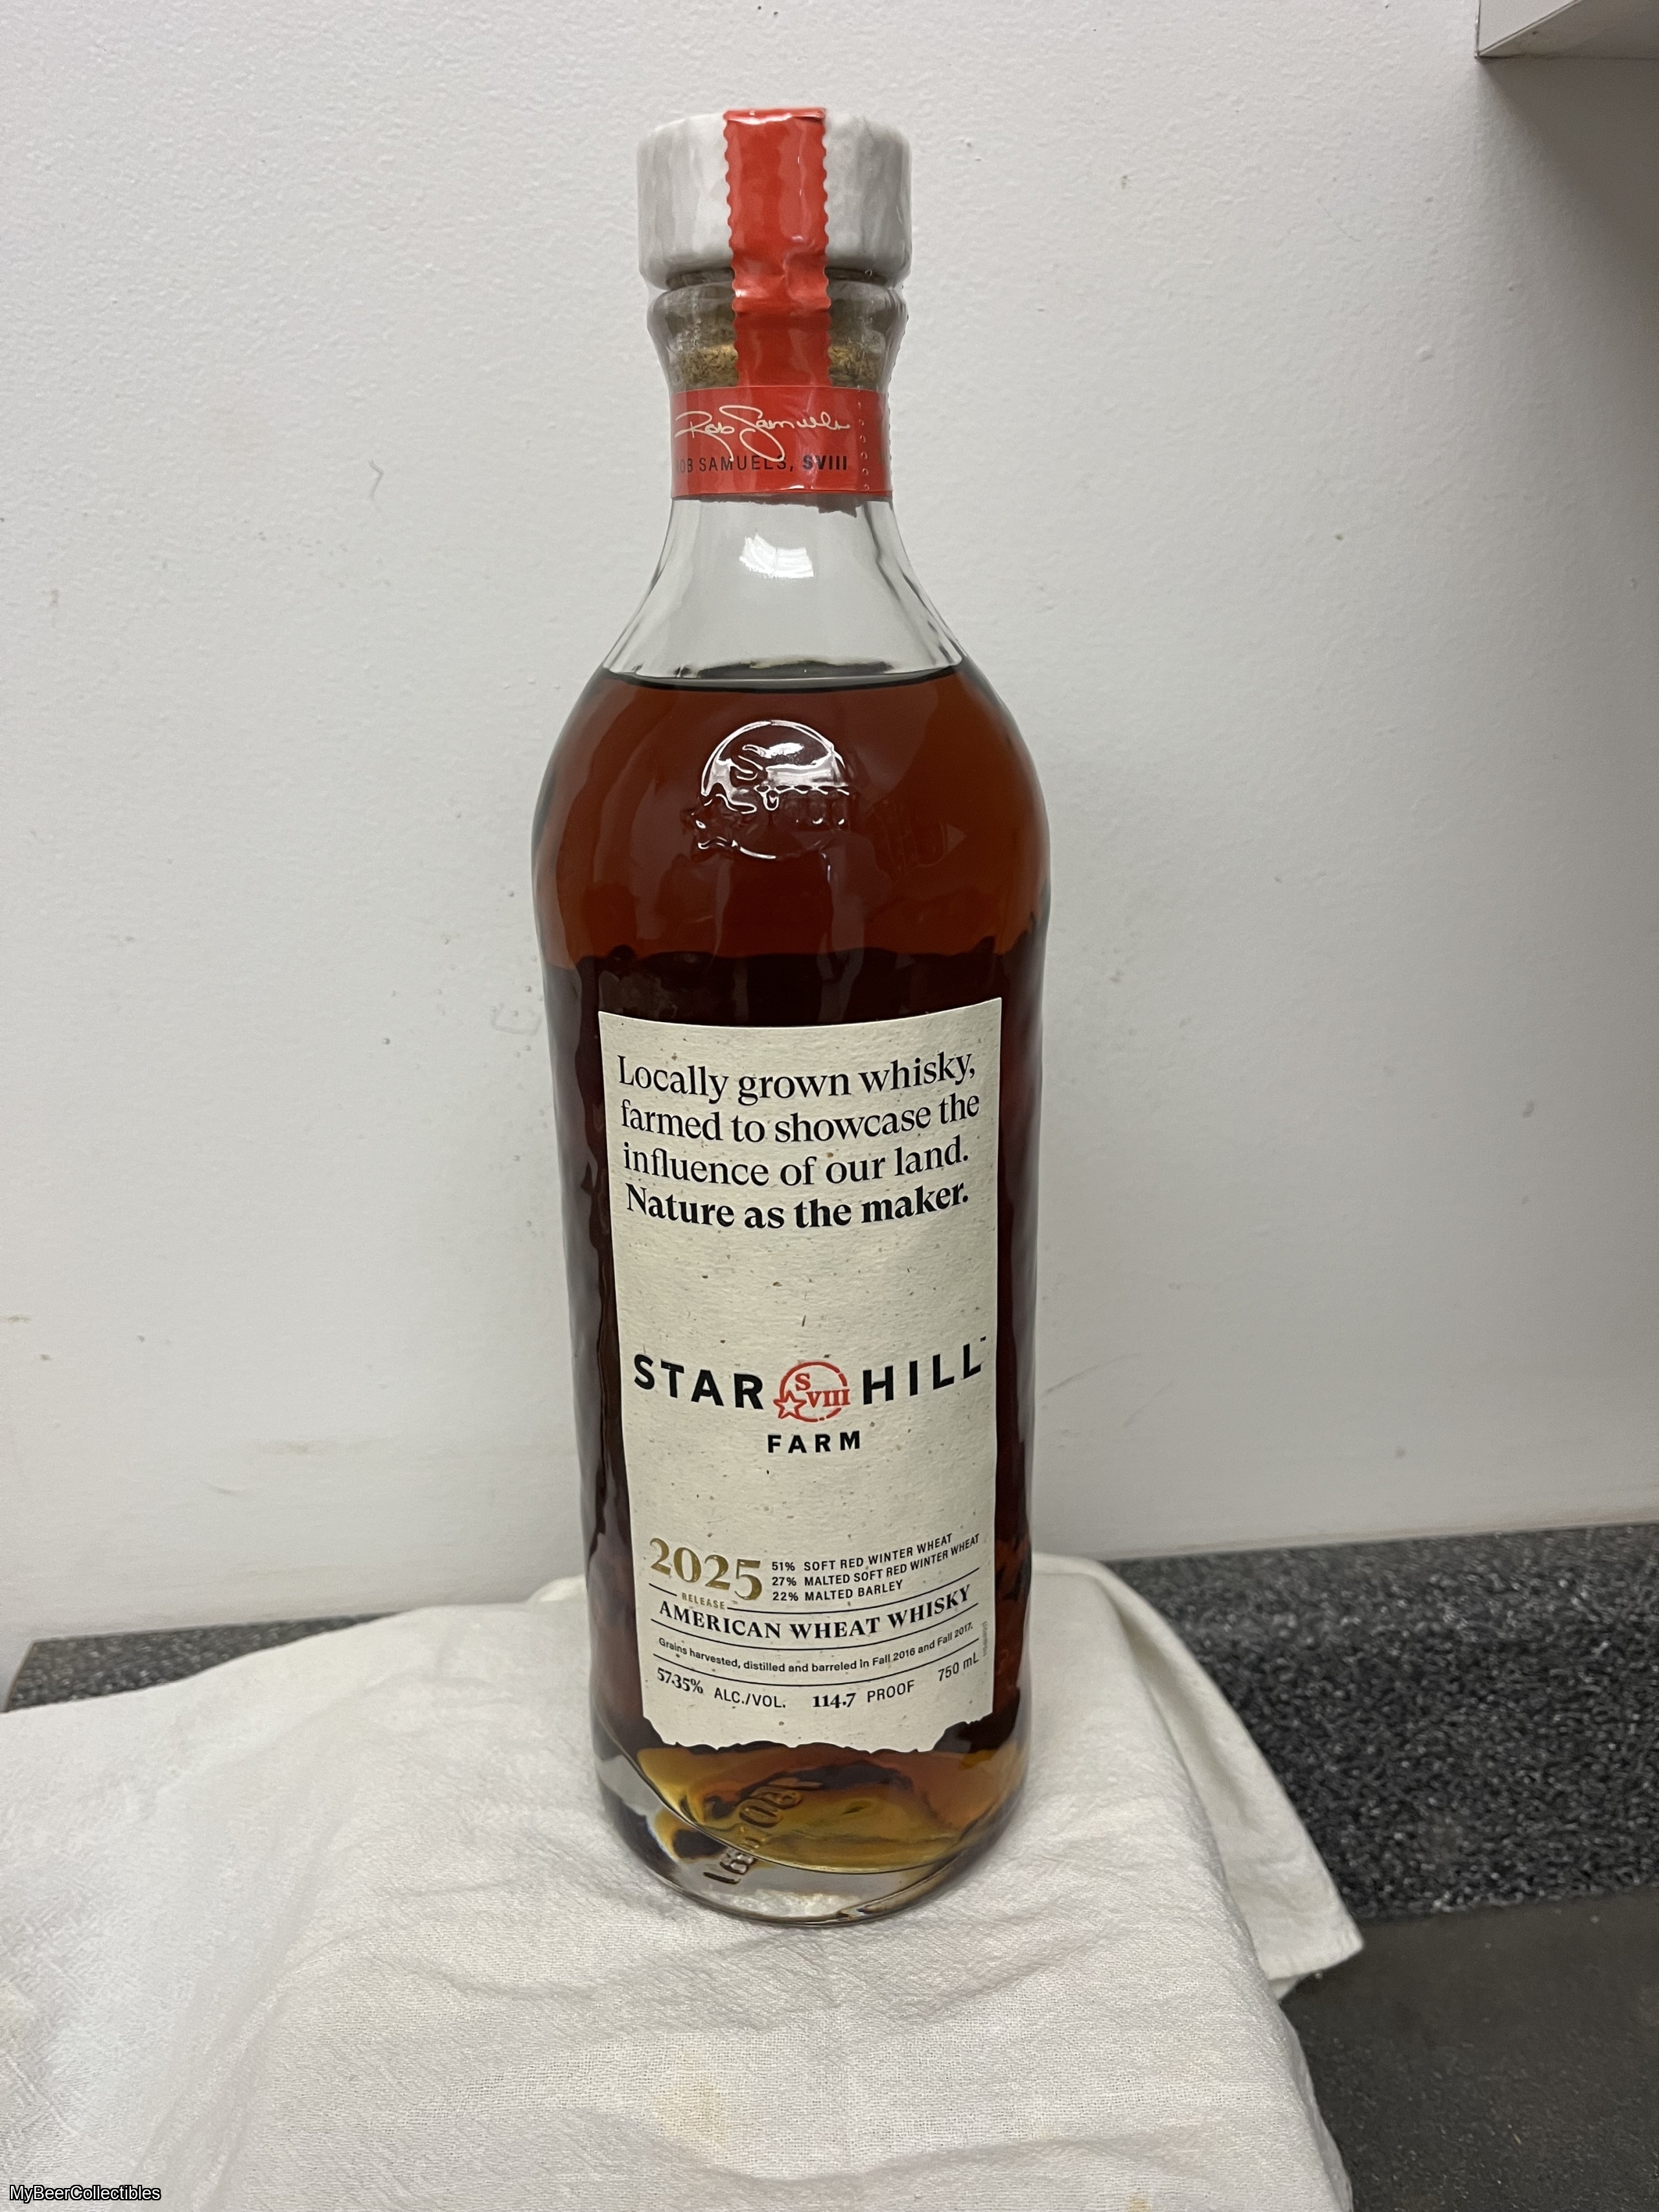 Rob Samuels
ROB SAMUELS, SVIII
Locally grown whisky,
farmed to showcase the
influence of our land.
Nature as the maker.
STAR S VIII HILL™
FARM
2025 RELEASE
51% SOFT RED WINTER WHEAT
27% MALTED SOFT RED WINTER WHEAT
22% MALTED BARLEY
AMERICAN WHEAT WHISKY
Grains harvested, distilled and barreled in Fall 2016 and Fall 2017.
57.35% ALC./VOL. 114.7 PROOF 750 mL
MyBeerCollectibles